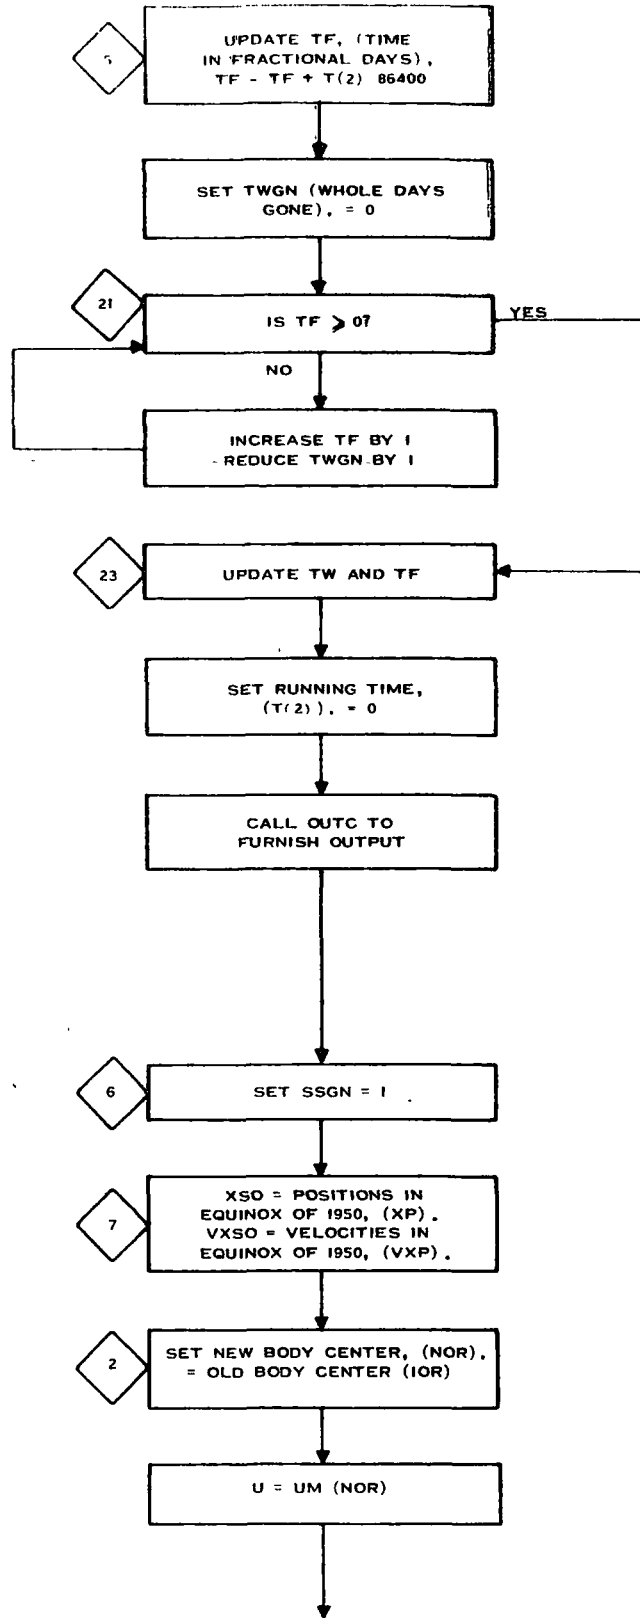 5
UPDATE TF, (TIME
IN FRACTIONAL DAYS),
TF - TF + T(2) 86400
SET TWGN (WHOLE DAYS
GONE), = 0
21
IS TF ⩾ 0?
YES
NO
INCREASE TF BY 1
REDUCE TWGN BY 1
23
UPDATE TW AND TF
SET RUNNING TIME,
(T(2)), = 0
CALL OUTC TO
FURNISH OUTPUT
6
SET SSGN = 1
7
XSO = POSITIONS IN
EQUINOX OF 1950, (XP).
VXSO = VELOCITIES IN
EQUINOX OF 1950, (VXP).
2
SET NEW BODY CENTER, (NOR),
= OLD BODY CENTER (IOR)
U = UM (NOR)